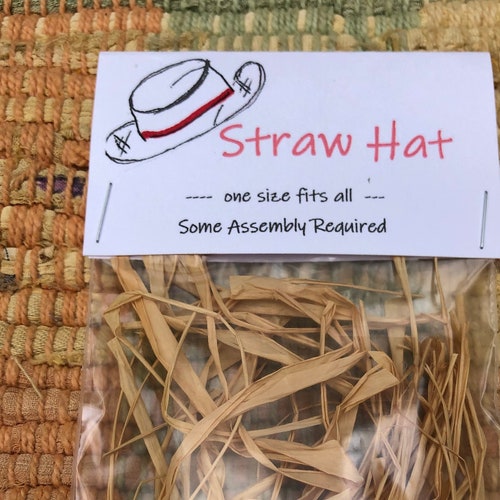 Straw Hat
---- one size fits all ---
Some Assembly Required